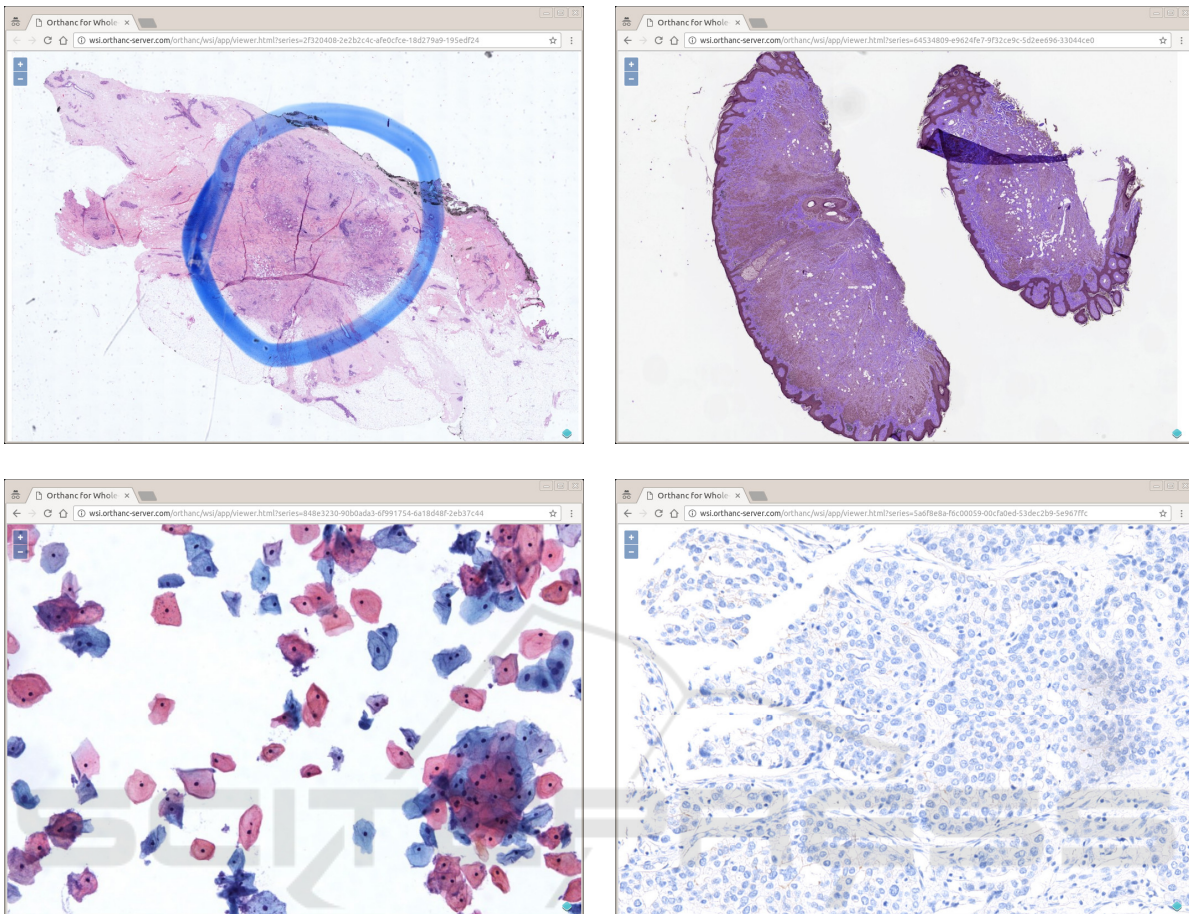 Orthanc for Whole-
wsi.orthanc-server.com/orthanc/wsi/app/viewer.html?series=2f320408-2e2b2c4c-afe0cfce-18d279a9-195edf24
+
−
Orthanc for Whole-
wsi.orthanc-server.com/orthanc/wsi/app/viewer.html?series=64534809-e9624fe7-9f32ce9c-5d2ee696-33044ce0
+
−
Orthanc for Whole-
wsi.orthanc-server.com/orthanc/wsi/app/viewer.html?series=848e3230-90b0ada3-6f991754-6a18d48f-2eb37c44
+
−
Orthanc for Whole-
wsi.orthanc-server.com/orthanc/wsi/app/viewer.html?series=5a6f8e8a-f6c00059-00cfa0ed-53dec2b9-5e967ffc
+
−
SCITEPRESS